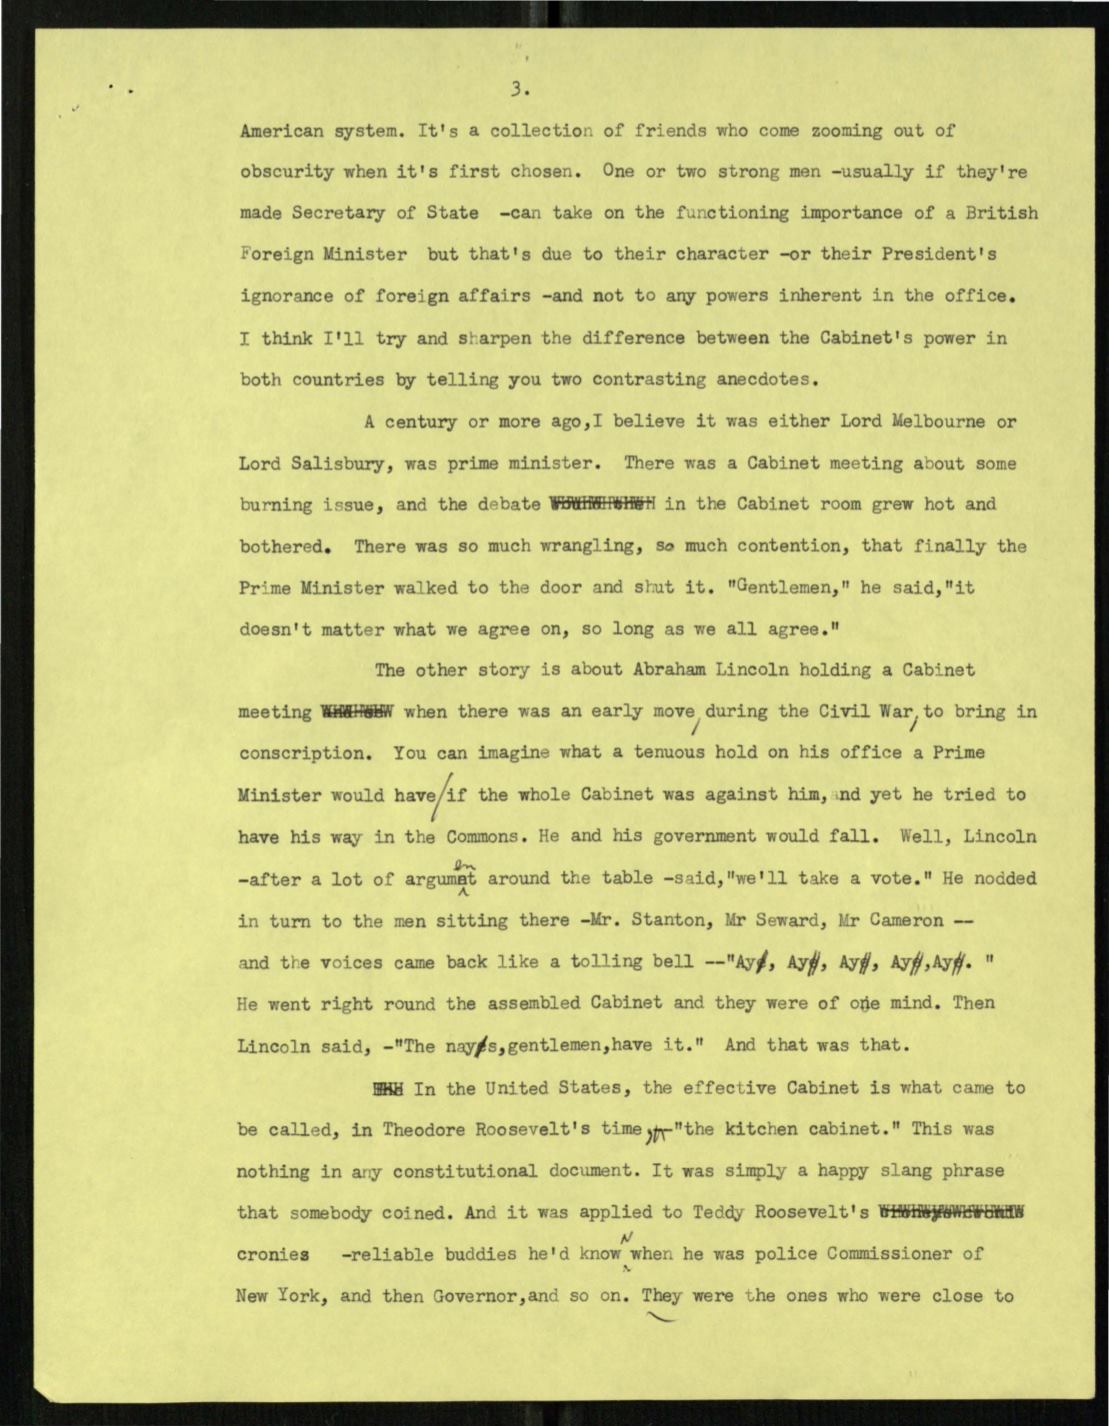 3.
American system. It's a collection of friends who come zooming out of
obscurity when it's first chosen. One or two strong men -usually if they're
made Secretary of State -can take on the functioning importance of a British
Foreign Minister but that's due to their character -or their President's
ignorance of foreign affairs -and not to any powers inherent in the office.
I think I'll try and sharpen the difference between the Cabinet's power in
both countries by telling you two contrasting anecdotes.
A century or more ago,I believe it was either Lord Melbourne or
Lord Salisbury, was prime minister. There was a Cabinet meeting about some
burning issue, and the debate in the Cabinet room grew hot and
bothered. There was so much wrangling, so much contention, that finally the
Prime Minister walked to the door and shut it. "Gentlemen," he said,"it
doesn't matter what we agree on, so long as we all agree."
The other story is about Abraham Lincoln holding a Cabinet
meeting when there was an early move, during the Civil War, to bring in
conscription. You can imagine what a tenuous hold on his office a Prime
Minister would have/if the whole Cabinet was against him, and yet he tried to
have his way in the Commons. He and his government would fall. Well, Lincoln
-after a lot of argument around the table -said,"we'll take a vote." He nodded
in turn to the men sitting there -Mr. Stanton, Mr Seward, Mr Cameron --
and the voices came back like a tolling bell --"Ay, Ay, Ay, Ay,Ay. "
He went right round the assembled Cabinet and they were of one mind. Then
Lincoln said, -"The nays,gentlemen,have it." And that was that.
In the United States, the effective Cabinet is what came to
be called, in Theodore Roosevelt's time, "the kitchen cabinet." This was
nothing in any constitutional document. It was simply a happy slang phrase
that somebody coined. And it was applied to Teddy Roosevelt's
cronies -reliable buddies he'd known when he was police Commissioner of
New York, and then Governor,and so on. They were the ones who were close to